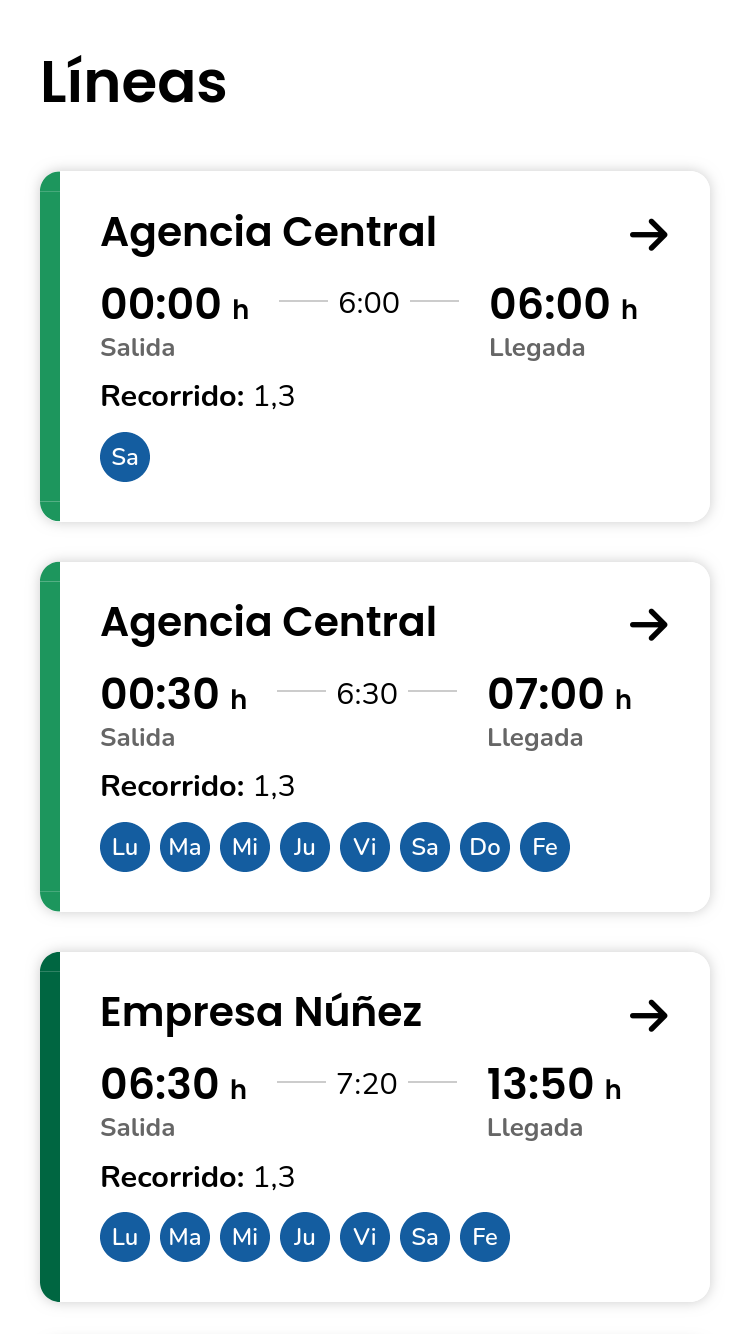 Líneas
Agencia Central
00:00 h 6:00 06:00 h
Salida Llegada
Recorrido: 1,3
Sa
Agencia Central
00:30 h 6:30 07:00 h
Salida Llegada
Recorrido: 1,3
Lu Ma Mi Ju Vi Sa Do Fe
Empresa Núñez
06:30 h 7:20 13:50 h
Salida Llegada
Recorrido: 1,3
Lu Ma Mi Ju Vi Sa Fe